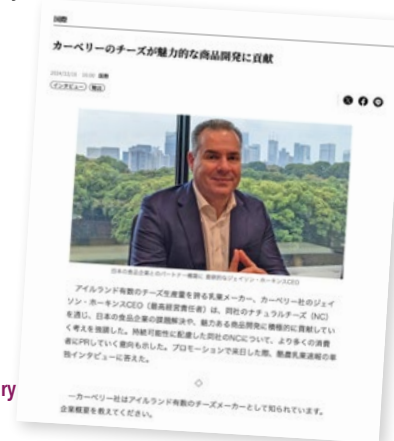 国際
カーベリーのチーズが魅力的な商品開発に貢献
国際
インタビュー
日本の食品企業とのパートナー構築に意欲的なジェイソン・ホーキンスCEO
アイルランド有数のチーズ生産量を誇る乳業メーカー、カーベリー社のジェイ
ソン・ホーキンスCEO（最高経営責任者）は、同社のナチュラルチーズ（NC）
を通じ、日本の食品企業の課題解決や、魅力ある商品開発に積極的に貢献してい
く考えを強調した。持続可能性に配慮した同社のNCについて、より多くの消費
者にPRしていく意向も示した。プロモーションで来日した際、酪農乳業速報の単
独インタビューに答えた。
◇
―カーベリー社はアイルランド有数のチーズメーカーとして知られています。
企業概要を教えてください。
ry